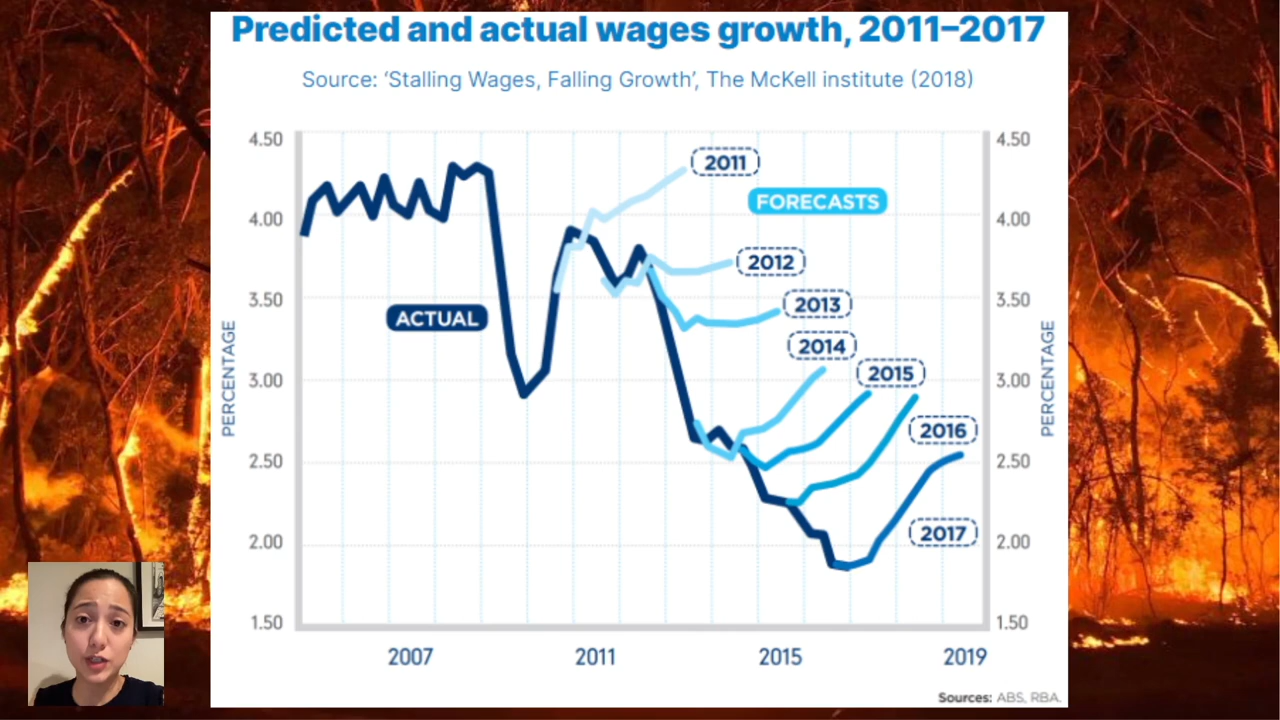 Predicted and actual wages growth, 2011–2017
Source: ‘Stalling Wages, Falling Growth’, The McKell institute (2018)
4.50
4.00
3.50
3.00
2.50
2.00
1.50
PERCENTAGE
ACTUAL
FORECASTS
2011
2012
2013
2014
2015
2016
2017
4.50
4.00
3.50
3.00
2.50
2.00
1.50
PERCENTAGE
2007 2011 2015 2019
Sources: ABS, RBA.